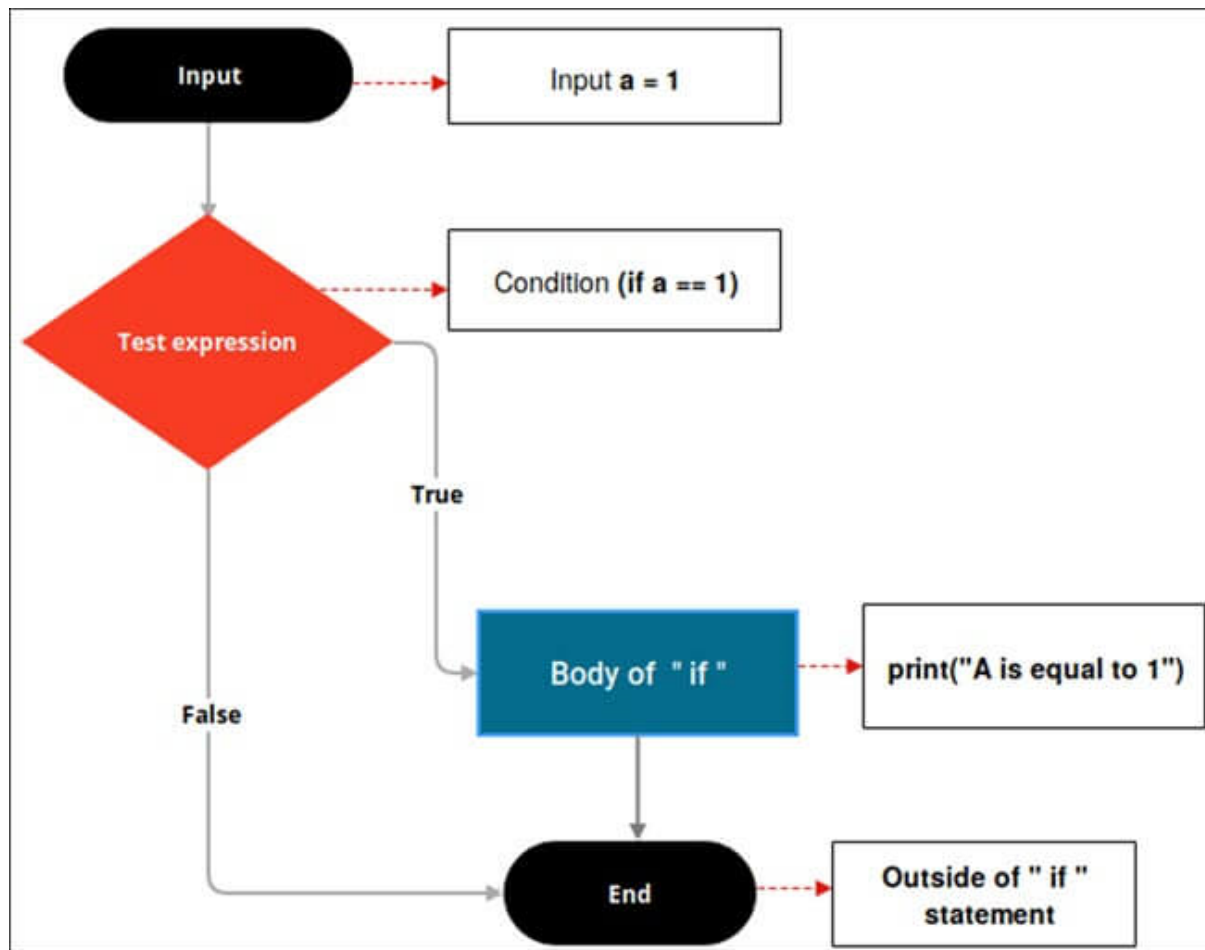 Input
Input a = 1
Condition (if a == 1)
Test expression
True
Body of " if "
print("A is equal to 1")
False
End
Outside of " if "
statement